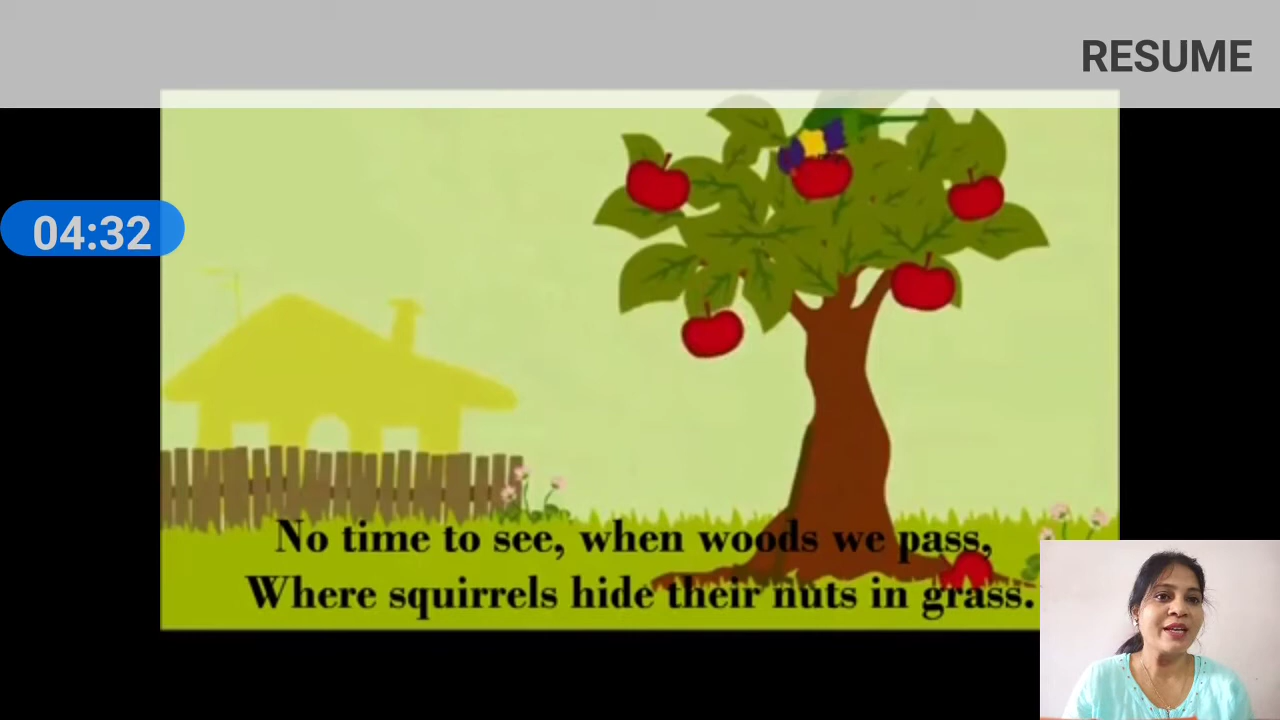 RESUME
04:32
No time to see, when woods we pass,
Where squirrels hide their nuts in grass.